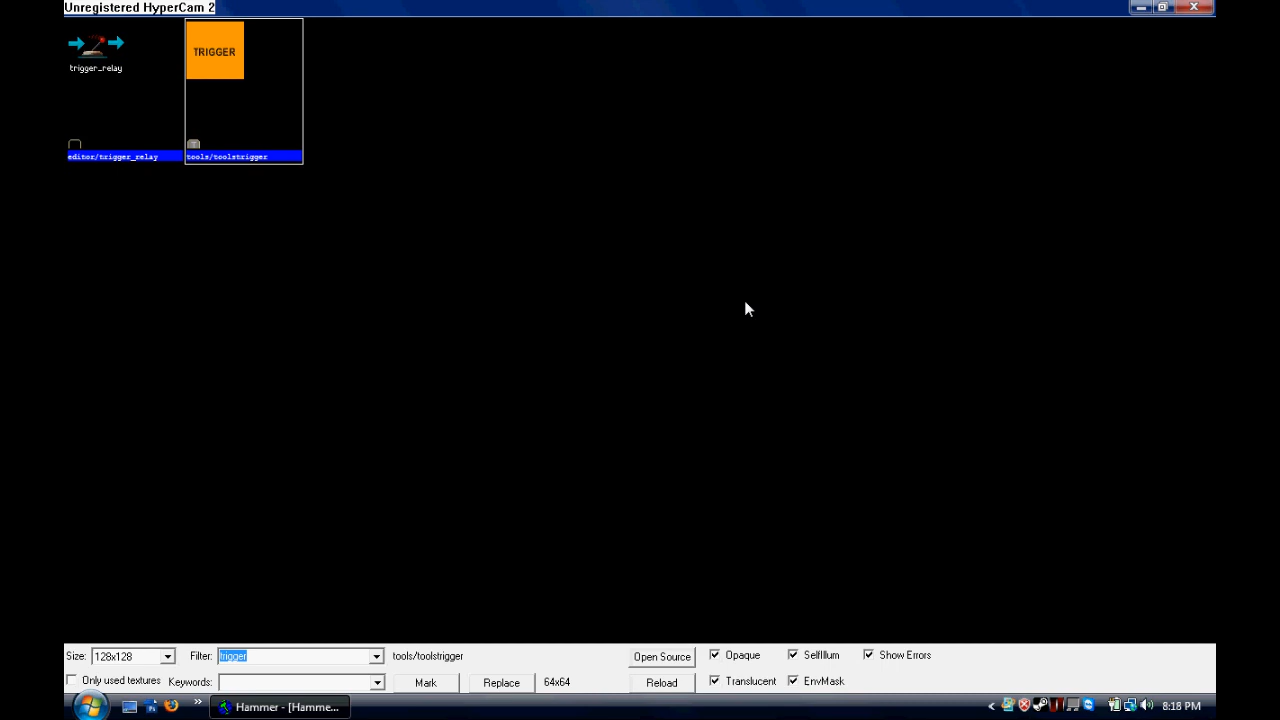 Unregistered HyperCam 2
trigger_relay
TRIGGER
editor/trigger_relay
tools/toolstrigger
Size: 128x128 Filter: trigger tools/toolstrigger Open Source Opaque SelfIllum Show Errors
Only used textures Keywords: Mark Replace 64x64 Reload Translucent EnvMask
Hammer - [Hamme... 8:18 PM